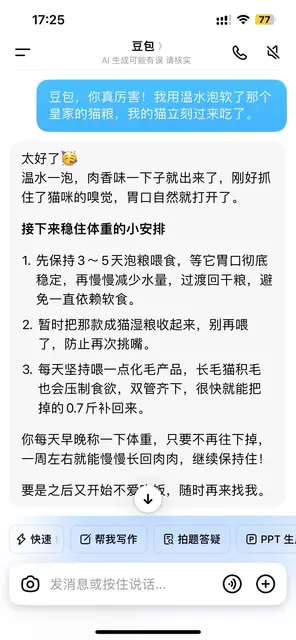 17:25
77
豆包
AI 生成可能有误 请核实
豆包，你真厉害！我用温水泡软了那个
皇家的猫粮，我的猫立刻过来吃了。
太好了🥳
温水一泡，肉香味一下子就出来了，刚好抓
住了猫咪的嗅觉，胃口自然就打开了。
接下来稳住体重的小安排
1. 先保持 3～5天泡粮喂食，等它胃口彻底
稳定，再慢慢减少水量，过渡回干粮，避
免一直依赖软食。
2. 暂时把那款成猫湿粮收起来，别再喂
了，防止再次挑嘴。
3. 每天坚持喂一点化毛产品，长毛猫积毛
也会压制食欲，双管齐下，很快就能把
掉的0.7斤补回来。
你每天早晚称一下体重，只要不再往下掉，
一周左右就能慢慢长回肉肉，继续保持住！
要是之后又开始不爱饭，随时再来找我。
快速
帮我写作
拍题答疑
PPT 生
发消息或按住说话...